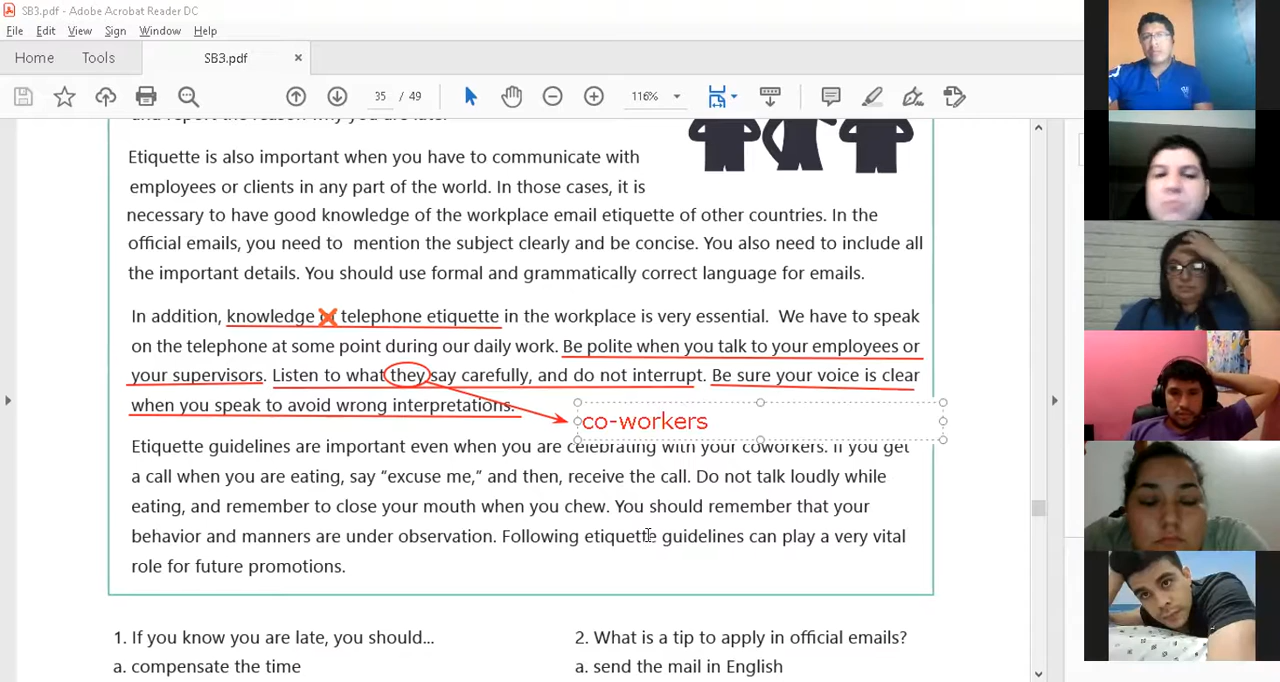 SB3.pdf - Adobe Acrobat Reader DC
File Edit View Sign Window Help
Home Tools SB3.pdf ×
35 / 49 116%
and report the reason why you are late.
Etiquette is also important when you have to communicate with
employees or clients in any part of the world. In those cases, it is
necessary to have good knowledge of the workplace email etiquette of other countries. In the
official emails, you need to mention the subject clearly and be concise. You also need to include all
the important details. You should use formal and grammatically correct language for emails.
In addition, knowledge of telephone etiquette in the workplace is very essential. We have to speak
on the telephone at some point during our daily work. Be polite when you talk to your employees or
your supervisors. Listen to what they say carefully, and do not interrupt. Be sure your voice is clear
when you speak to avoid wrong interpretations.
co-workers
Etiquette guidelines are important even when you are celebrating with your coworkers. If you get
a call when you are eating, say “excuse me,” and then, receive the call. Do not talk loudly while
eating, and remember to close your mouth when you chew. You should remember that your
behavior and manners are under observation. Following etiquette guidelines can play a very vital
role for future promotions.
1. If you know you are late, you should...
a. compensate the time
2. What is a tip to apply in official emails?
a. send the mail in English